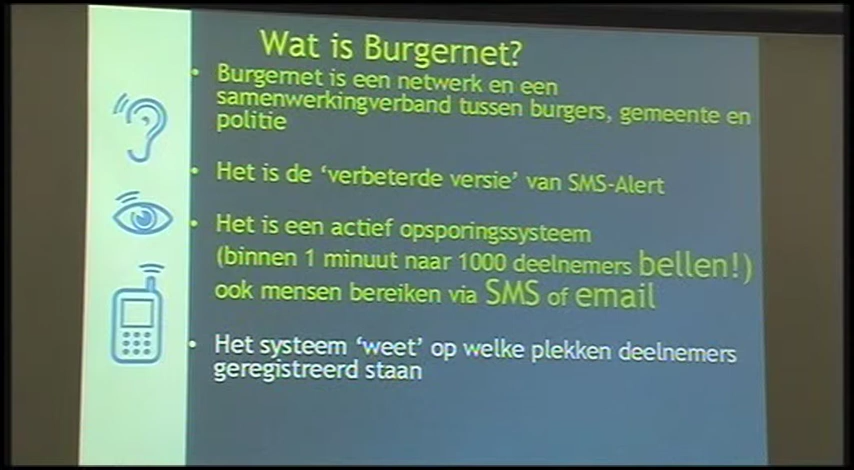 Wat is Burgernet?
• Burgernet is een netwerk en een
samenwerkingverband tussen burgers, gemeente en
politie
• Het is de ‘verbeterde versie’ van SMS-Alert
• Het is een actief opsporingssysteem
(binnen 1 minuut naar 1000 deelnemers bellen!)
ook mensen bereiken via SMS of email
• Het systeem ‘weet’ op welke plekken deelnemers
geregistreerd staan